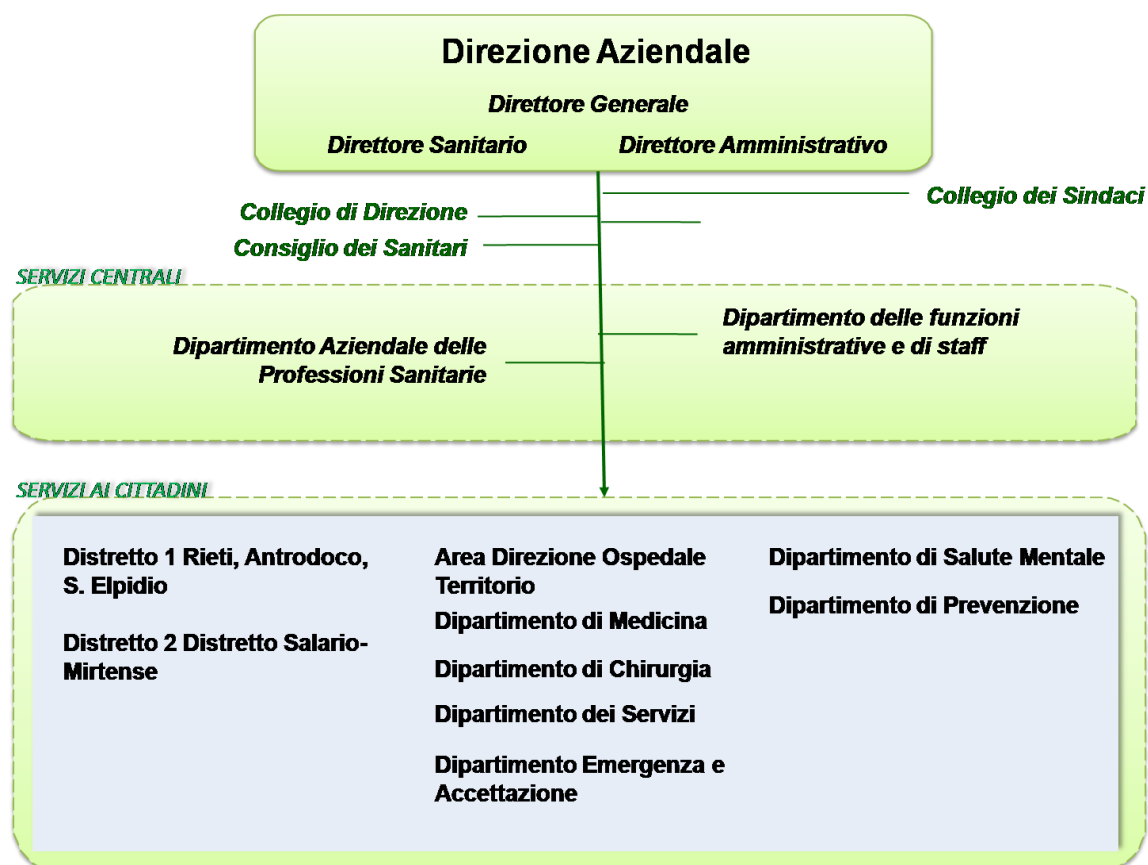 Direzione Aziendale
Direttore Generale
Direttore Sanitario
Direttore Amministrativo
Collegio dei Sindaci
Collegio di Direzione
Consiglio dei Sanitari
SERVIZI CENTRALI
Dipartimento delle funzioni
amministrative e di staff
Dipartimento Aziendale delle
Professioni Sanitarie
SERVIZI AI CITTADINI
Distretto 1 Rieti, Antrodoco,
S. Elpidio
Distretto 2 Distretto Salario-
Mirtense
Area Direzione Ospedale
Territorio
Dipartimento di Medicina
Dipartimento di Chirurgia
Dipartimento dei Servizi
Dipartimento Emergenza e
Accettazione
Dipartimento di Salute Mentale
Dipartimento di Prevenzione